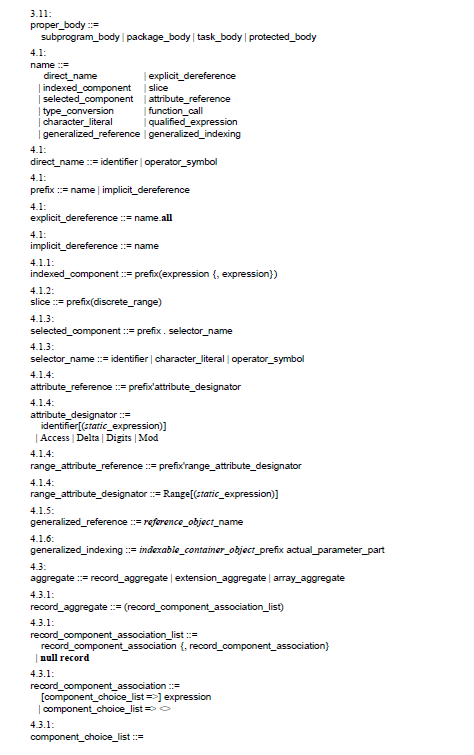 3.11:
proper_body ::=
subprogram_body | package_body | task_body | protected_body
4.1:
name ::=
direct_name | explicit_dereference
| indexed_component | slice
| selected_component | attribute_reference
| type_conversion | function_call
| character_literal | qualified_expression
| generalized_reference | generalized_indexing
4.1:
direct_name ::= identifier | operator_symbol
4.1:
prefix ::= name | implicit_dereference
4.1:
explicit_dereference ::= name.all
4.1:
implicit_dereference ::= name
4.1.1:
indexed_component ::= prefix(expression {, expression})
4.1.2:
slice ::= prefix(discrete_range)
4.1.3:
selected_component ::= prefix . selector_name
4.1.3:
selector_name ::= identifier | character_literal | operator_symbol
4.1.4:
attribute_reference ::= prefix'attribute_designator
4.1.4:
attribute_designator ::=
identifier[(static_expression)]
| Access | Delta | Digits | Mod
4.1.4:
range_attribute_reference ::= prefix'range_attribute_designator
4.1.4:
range_attribute_designator ::= Range[(static_expression)]
4.1.5:
generalized_reference ::= reference_object_name
4.1.6:
generalized_indexing ::= indexable_container_object_prefix actual_parameter_part
4.3:
aggregate ::= record_aggregate | extension_aggregate | array_aggregate
4.3.1:
record_aggregate ::= (record_component_association_list)
4.3.1:
record_component_association_list ::=
record_component_association {, record_component_association}
| null record
4.3.1:
record_component_association ::=
[component_choice_list =>] expression
| component_choice_list => <>
4.3.1:
component_choice_list ::=